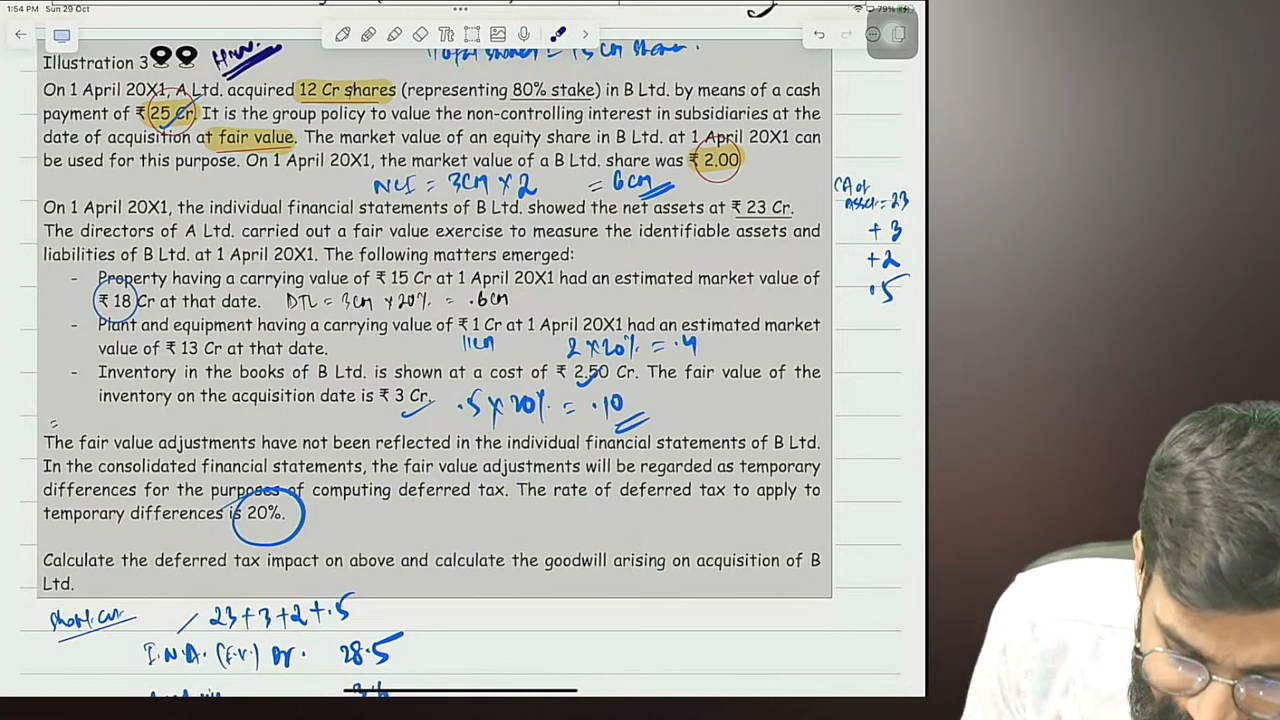 1:54 PM Sun 29 Oct
79%
Total shares = 15 cr shares.
Illustration 3
H.W.
On 1 April 20X1, A Ltd. acquired 12 Cr shares (representing 80% stake) in B Ltd. by means of a cash
payment of ₹ 25 Cr. It is the group policy to value the non-controlling interest in subsidiaries at the
date of acquisition at fair value. The market value of an equity share in B Ltd. at 1 April 20X1 can
be used for this purpose. On 1 April 20X1, the market value of a B Ltd. share was ₹ 2.00
NCI = 3cr × 2 = 6cr
CA of
Asset = 23
+ 3
+ 2
.5
On 1 April 20X1, the individual financial statements of B Ltd. showed the net assets at ₹ 23 Cr.
The directors of A Ltd. carried out a fair value exercise to measure the identifiable assets and
liabilities of B Ltd. at 1 April 20X1. The following matters emerged:
- Property having a carrying value of ₹ 15 Cr at 1 April 20X1 had an estimated market value of
₹ 18 Cr at that date. DTL = 3cr × 20% = .6cr
- Plant and equipment having a carrying value of ₹ 1 Cr at 1 April 20X1 had an estimated market
value of ₹ 13 Cr at that date. 11cr 2 × 20% = .4
- Inventory in the books of B Ltd. is shown at a cost of ₹ 2.50 Cr. The fair value of the
inventory on the acquisition date is ₹ 3 Cr. .5 × 20% = .10
=
The fair value adjustments have not been reflected in the individual financial statements of B Ltd.
In the consolidated financial statements, the fair value adjustments will be regarded as temporary
differences for the purposes of computing deferred tax. The rate of deferred tax to apply to
temporary differences is 20%.
Calculate the deferred tax impact on above and calculate the goodwill arising on acquisition of B
Ltd.
Shortcut 23+3+2+.5
I.N.A. (f.v.) Dr. 28.5